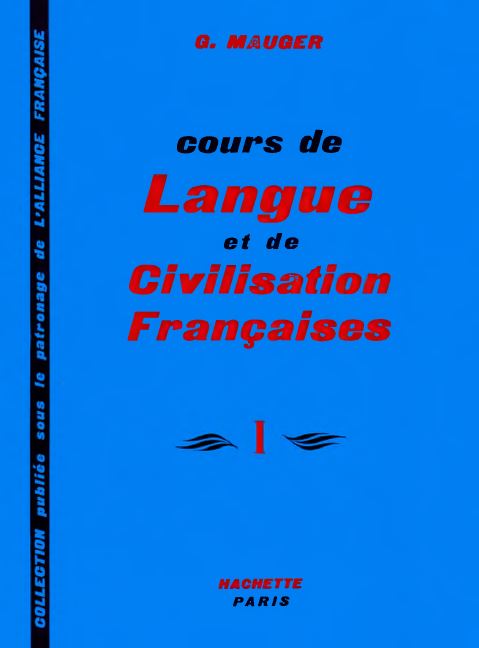 G. MAUGER
cours de
Langue
et de
Civilisation
Françaises
I
HACHETTE
PARIS
COLLECTION publiée sous le patronage de L'ALLIANCE FRANÇAISE